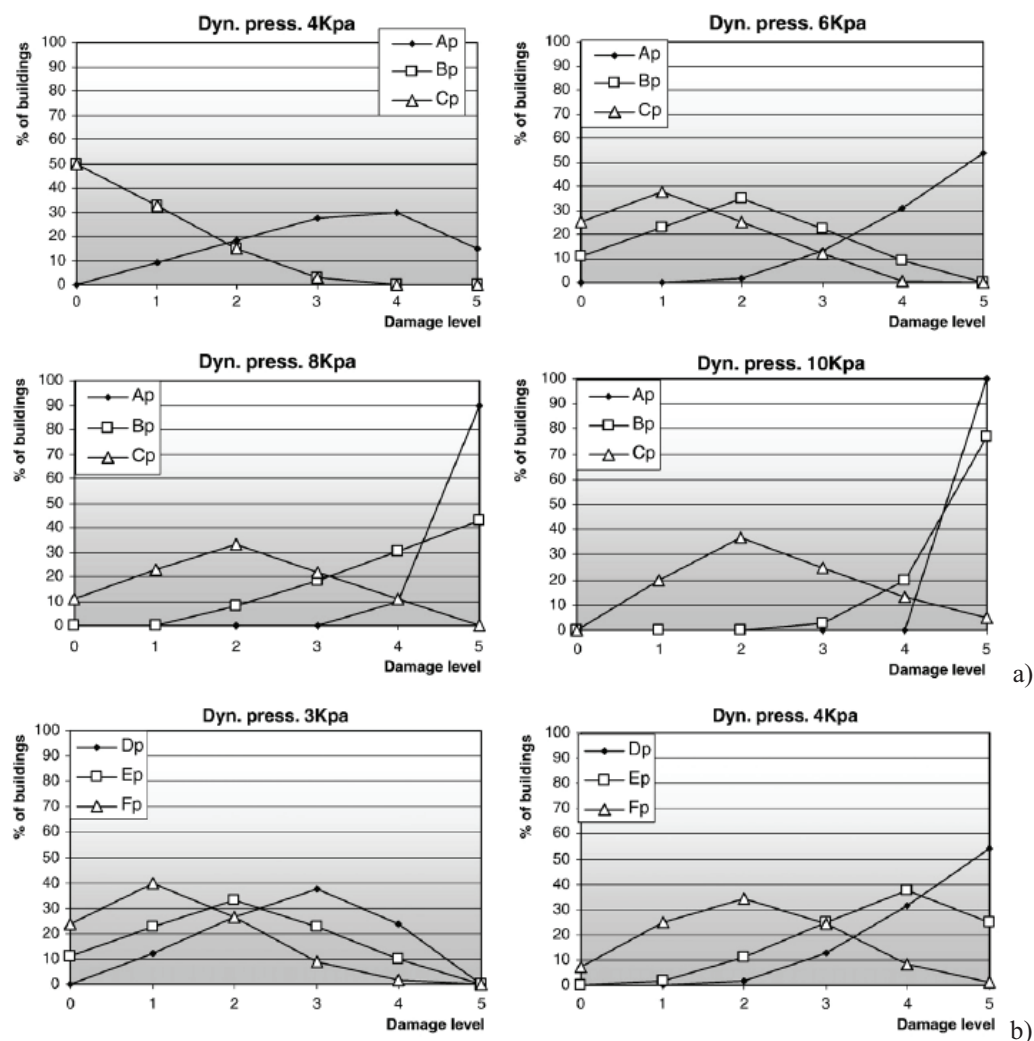 Dyn. press. 4Kpa
% of buildings
100
90
80
70
60
50
40
30
20
10
0
0 1 2 3 4 5
Damage level
Ap
Bp
Cp
Dyn. press. 6Kpa
% of buildings
100
90
80
70
60
50
40
30
20
10
0
0 1 2 3 4 5
Damage level
Ap
Bp
Cp
Dyn. press. 8Kpa
% of buildings
100
90
80
70
60
50
40
30
20
10
0
0 1 2 3 4 5
Damage level
Ap
Bp
Cp
Dyn. press. 10Kpa
% of buildings
100
90
80
70
60
50
40
30
20
10
0
0 1 2 3 4 5
Damage level
Ap
Bp
Cp
a)
Dyn. press. 3Kpa
% of buildings
100
90
80
70
60
50
40
30
20
10
0
0 1 2 3 4 5
Damage level
Dp
Ep
Fp
Dyn. press. 4Kpa
% of buildings
100
90
80
70
60
50
40
30
20
10
0
0 1 2 3 4 5
Damage level
Dp
Ep
Fp
b)